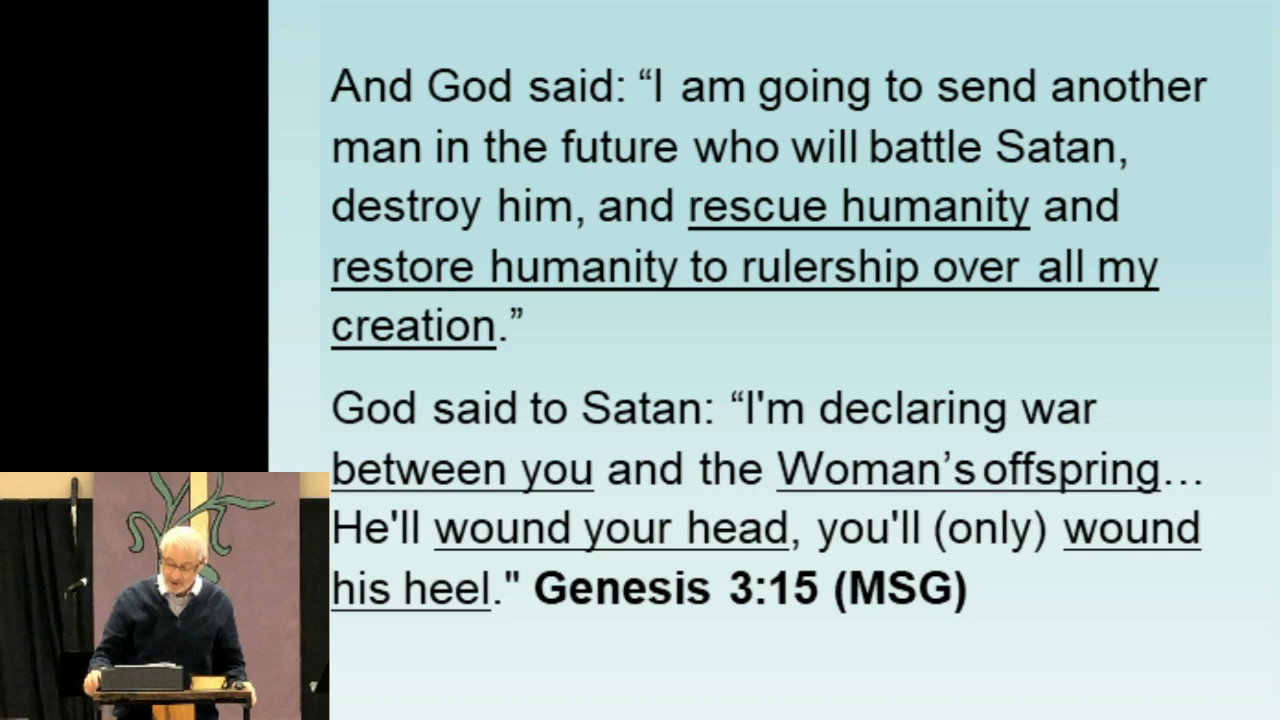 And God said: “I am going to send another
man in the future who will battle Satan,
destroy him, and rescue humanity and
restore humanity to rulership over all my
creation.”
God said to Satan: “I'm declaring war
between you and the Woman’s offspring…
He'll wound your head, you'll (only) wound
his heel." Genesis 3:15 (MSG)